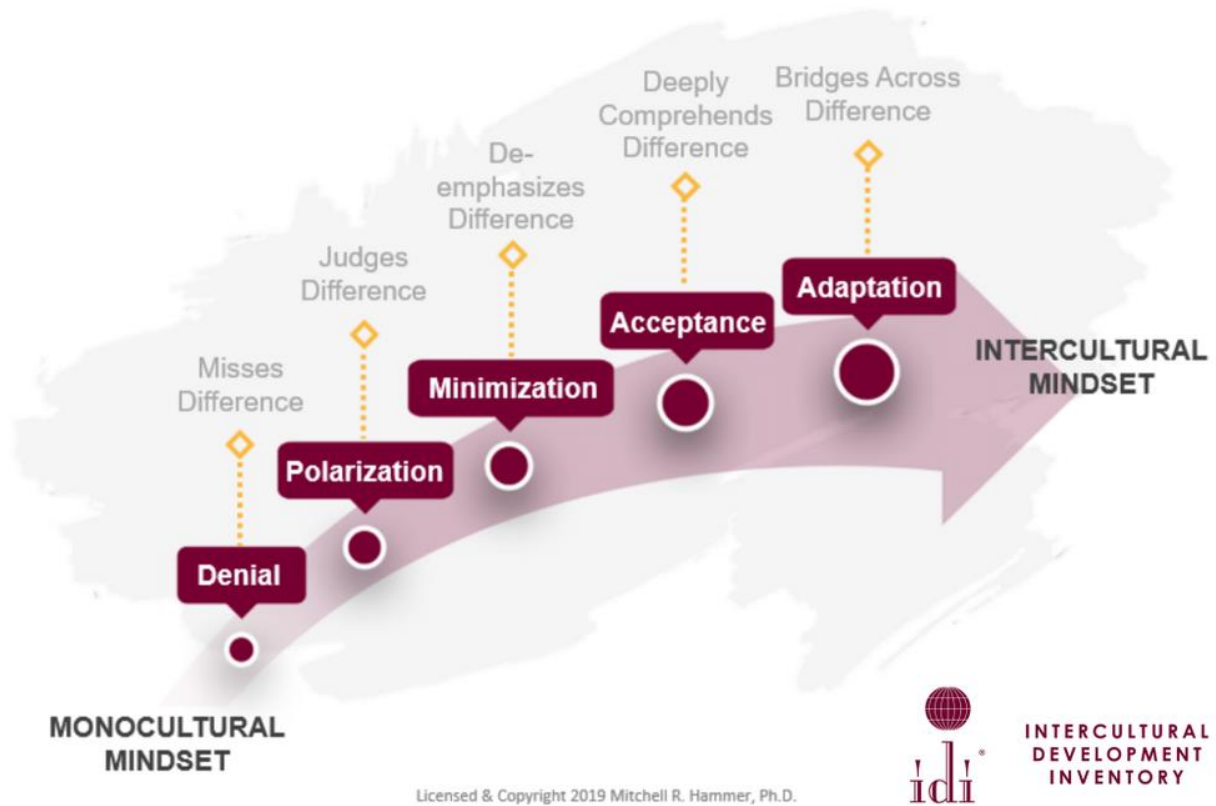 Misses
Difference
Denial
Judges
Difference
Polarization
De-
emphasizes
Difference
Minimization
Deeply
Comprehends
Difference
Acceptance
Bridges Across
Difference
Adaptation
INTERCULTURAL
MINDSET
MONOCULTURAL
MINDSET
Licensed & Copyright 2019 Mitchell R. Hammer, Ph.D.
idi®
INTERCULTURAL
DEVELOPMENT
INVENTORY